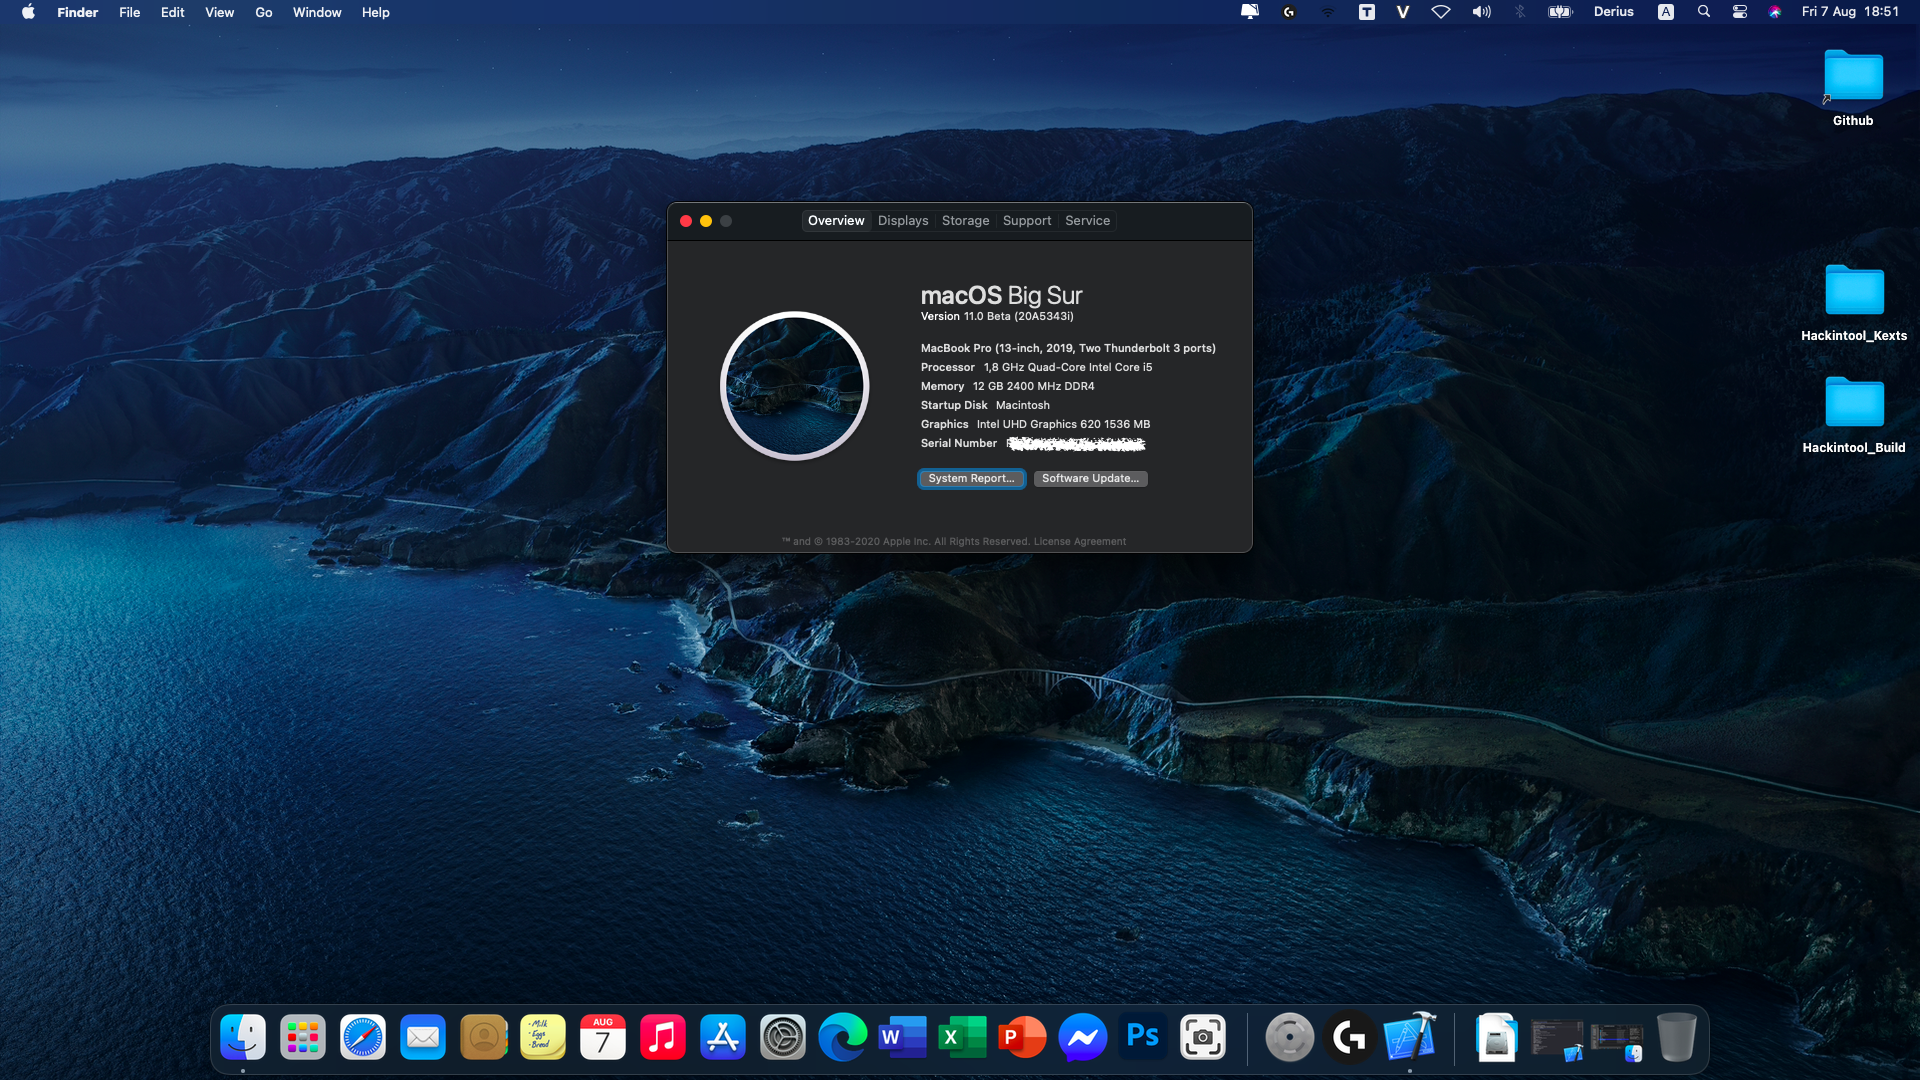 Finder File Edit View Go Window Help
T V Derius A Fri 7 Aug 18:51
Github
Overview Displays Storage Support Service
macOS Big Sur
Version 11.0 Beta (20A5343i)
MacBook Pro (13-inch, 2019, Two Thunderbolt 3 ports)
Processor 1,8 GHz Quad-Core Intel Core i5
Memory 12 GB 2400 MHz DDR4
Startup Disk Macintosh
Graphics Intel UHD Graphics 620 1536 MB
Serial Number
System Report... Software Update...
™ and © 1983-2020 Apple Inc. All Rights Reserved. License Agreement
Hackintool_Kexts
Hackintool_Build
-Milk
-Eggs
-Bread
AUG
7
W
X
P
Ps
G